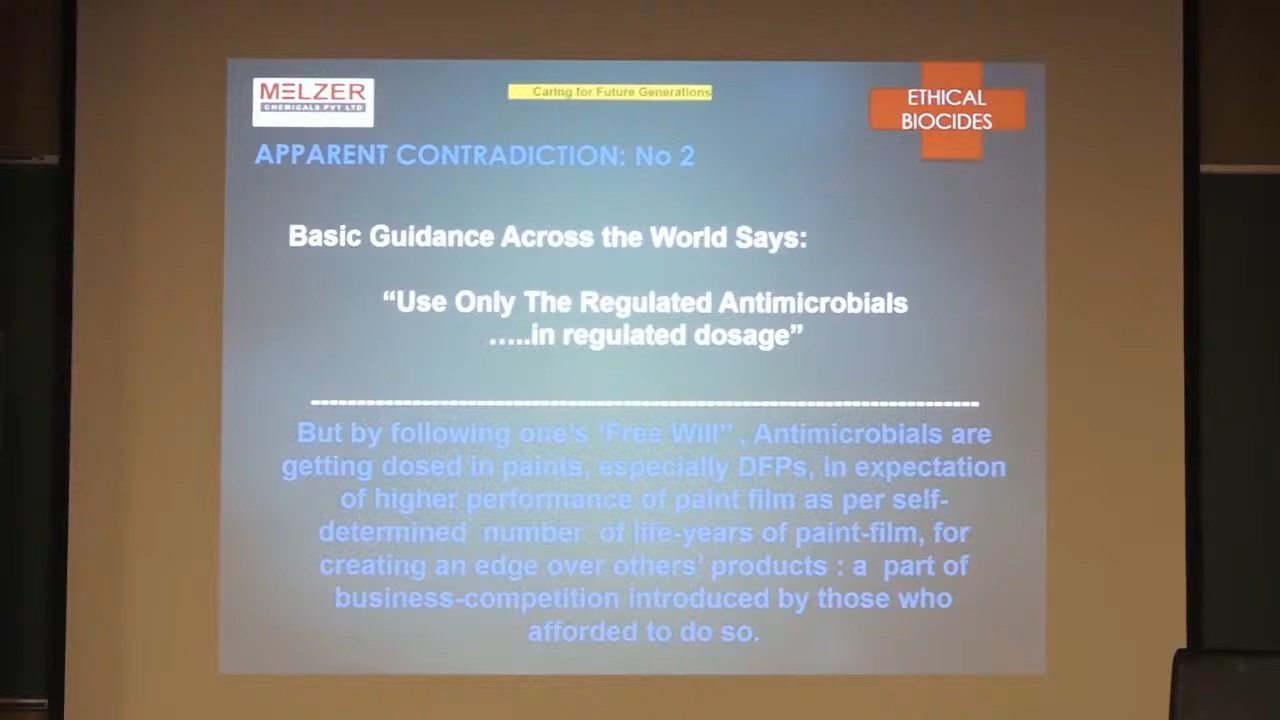 MELZER
CHEMICALS PVT LTD
Caring for Future Generations
ETHICAL
BIOCIDES
APPARENT CONTRADICTION: No 2
Basic Guidance Across the World Says:
“Use Only The Regulated Antimicrobials
…..in regulated dosage”
But by following one's 'Free Will", Antimicrobials are
getting dosed in paints, especially DFPs, in expectation
of higher performance of paint film as per self-
determined number of life-years of paint-film, for
creating an edge over others' products : a part of
business-competition introduced by those who
afforded to do so.